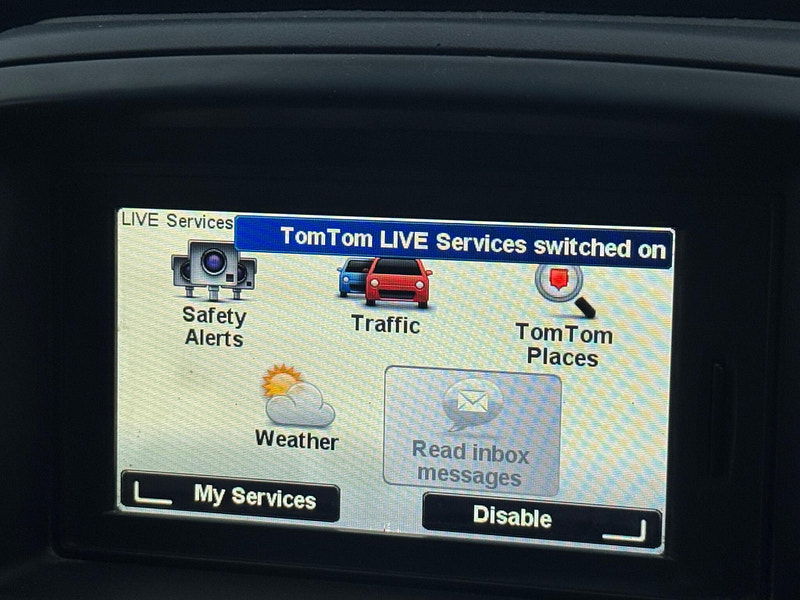 LIVE Services
TomTom LIVE Services switched on
Safety
Alerts
Traffic
TomTom
Places
Weather
Read inbox
messages
My Services
Disable